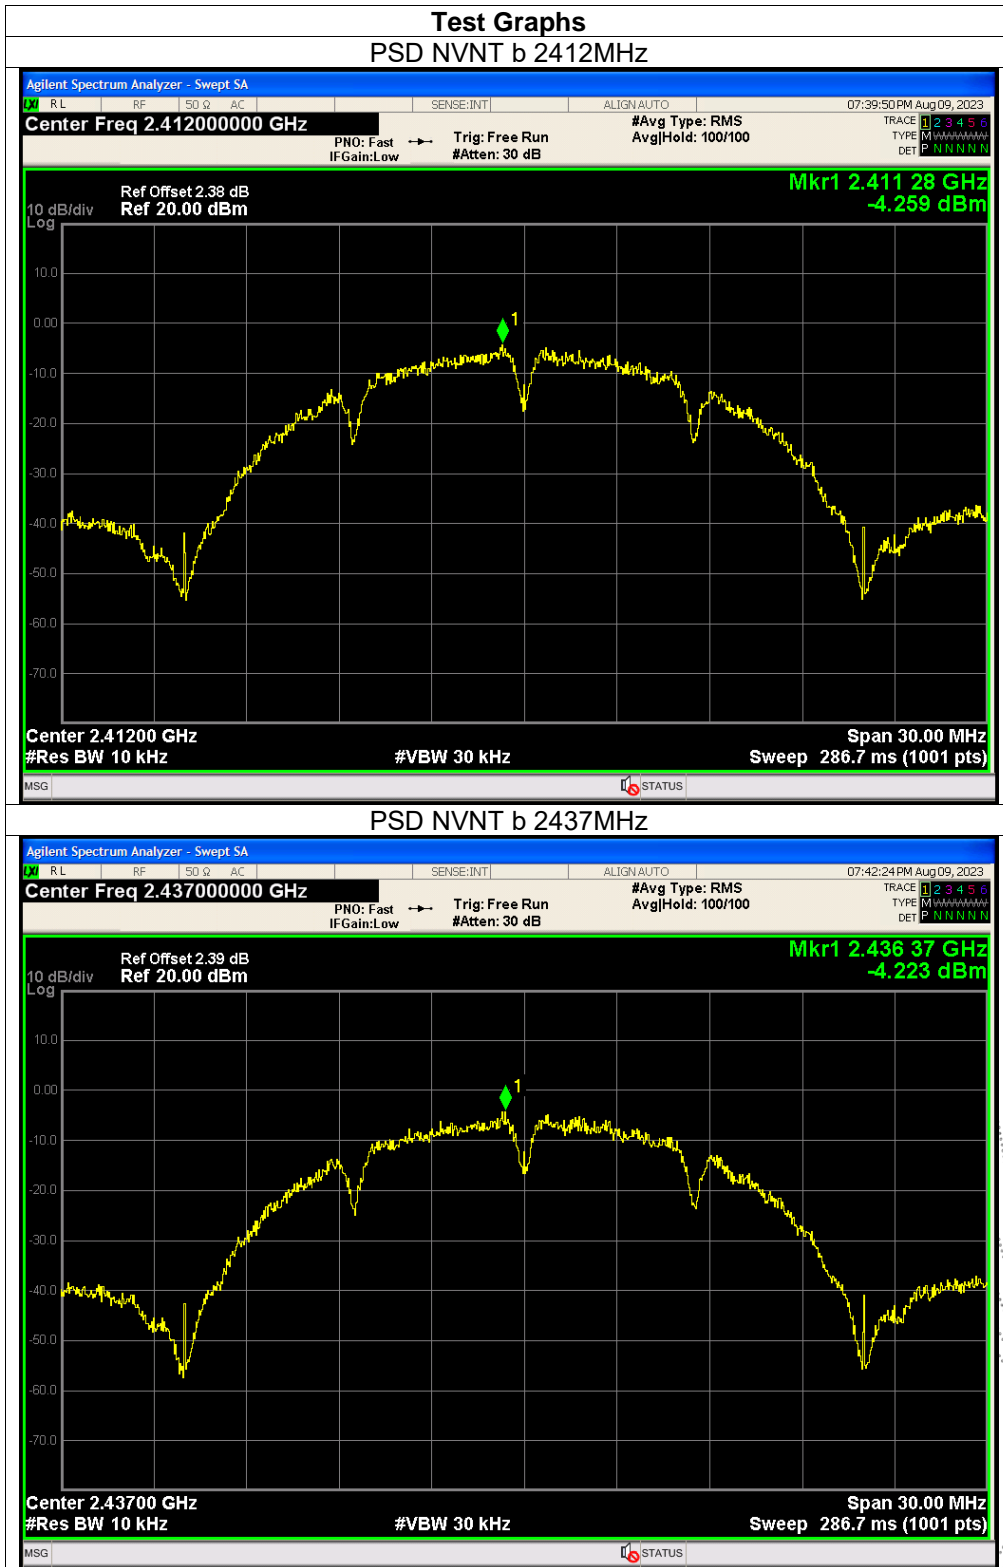 Test Graphs
PSD NVNT b 2412MHz
Agilent Spectrum Analyzer - Swept SA
LXI RL RF 50 Ω AC SENSE:INT ALIGN AUTO 07:39:50 PM Aug 09, 2023
Center Freq 2.412000000 GHz #Avg Type: RMS TRACE 1 2 3 4 5 6
PNO: Fast Trig: Free Run Avg|Hold: 100/100 TYPE M WWWWW
IFGain:Low #Atten: 30 dB DET P N N N N N
Mkr1 2.411 28 GHz
Ref Offset 2.38 dB -4.259 dBm
10 dB/div Ref 20.00 dBm
Log
10.0
1
0.00
-10.0
-20.0
-30.0
-40.0
-50.0
-60.0
-70.0
Center 2.41200 GHz Span 30.00 MHz
#Res BW 10 kHz #VBW 30 kHz Sweep 286.7 ms (1001 pts)
MSG STATUS
PSD NVNT b 2437MHz
Agilent Spectrum Analyzer - Swept SA
LXI RL RF 50 Ω AC SENSE:INT ALIGN AUTO 07:42:24 PM Aug 09, 2023
Center Freq 2.437000000 GHz #Avg Type: RMS TRACE 1 2 3 4 5 6
PNO: Fast Trig: Free Run Avg|Hold: 100/100 TYPE M WWWWW
IFGain:Low #Atten: 30 dB DET P N N N N N
Mkr1 2.436 37 GHz
Ref Offset 2.39 dB -4.223 dBm
10 dB/div Ref 20.00 dBm
Log
10.0
1
0.00
-10.0
-20.0
-30.0
-40.0
-50.0
-60.0
-70.0
Center 2.43700 GHz Span 30.00 MHz
#Res BW 10 kHz #VBW 30 kHz Sweep 286.7 ms (1001 pts)
MSG STATUS